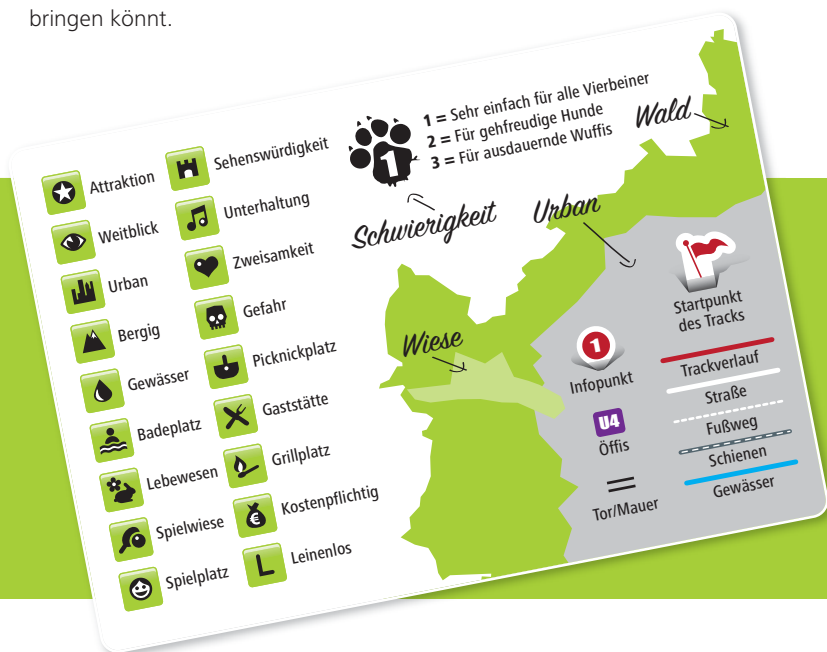 bringen könnt.
Attraktion
Weitblick
Urban
Bergig
Gewässer
Badeplatz
Lebewesen
Spielwiese
Spielplatz
Sehenswürdigkeit
Unterhaltung
Zweisamkeit
Gefahr
Picknickplatz
Gaststätte
Grillplatz
€
Kostenpflichtig
L
Leinenlos
1
1 = Sehr einfach für alle Vierbeiner
2 = Für gehfreudige Hunde
3 = Für ausdauernde Wuffis
Schwierigkeit
Wald
Urban
Wiese
Startpunkt
des Tracks
1
Infopunkt
U4
Öffis
Tor/Mauer
Trackverlauf
Straße
Fußweg
Schienen
Gewässer